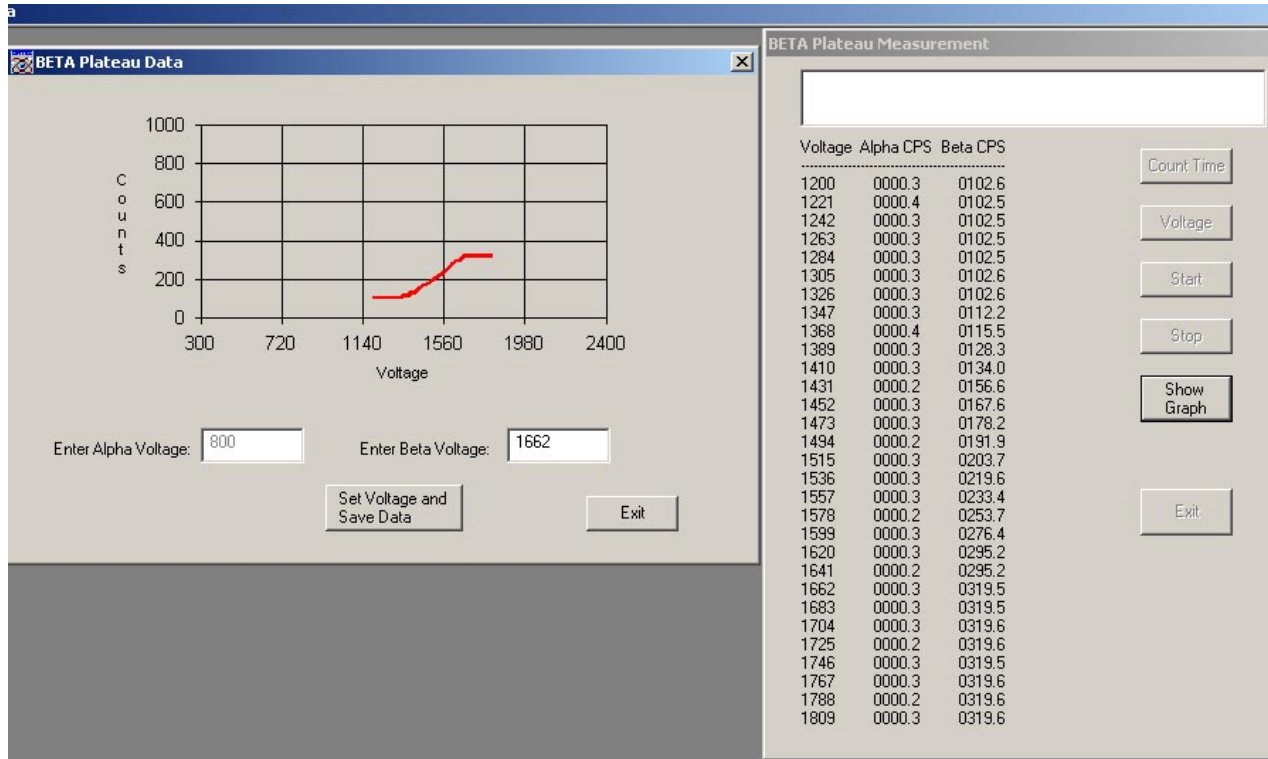 a
BETA Plateau Data
1000
800
600
400
200
0
Counts
300 720 1140 1560 1980 2400
Voltage
Enter Alpha Voltage: 800 Enter Beta Voltage: 1662
Set Voltage and
Save Data
Exit
BETA Plateau Measurement
Voltage Alpha CPS Beta CPS
1200 0000.3 0102.6
1221 0000.4 0102.5
1242 0000.3 0102.5
1263 0000.3 0102.5
1284 0000.3 0102.5
1305 0000.3 0102.6
1326 0000.3 0102.6
1347 0000.3 0112.2
1368 0000.4 0115.5
1389 0000.3 0128.3
1410 0000.3 0134.0
1431 0000.2 0156.6
1452 0000.3 0167.6
1473 0000.3 0178.2
1494 0000.2 0191.9
1515 0000.3 0203.7
1536 0000.3 0219.6
1557 0000.3 0233.4
1578 0000.2 0253.7
1599 0000.3 0276.4
1620 0000.3 0295.2
1641 0000.2 0295.2
1662 0000.3 0319.5
1683 0000.3 0319.5
1704 0000.3 0319.6
1725 0000.2 0319.6
1746 0000.3 0319.5
1767 0000.3 0319.6
1788 0000.2 0319.6
1809 0000.3 0319.6
Count Time
Voltage
Start
Stop
Show
Graph
Exit